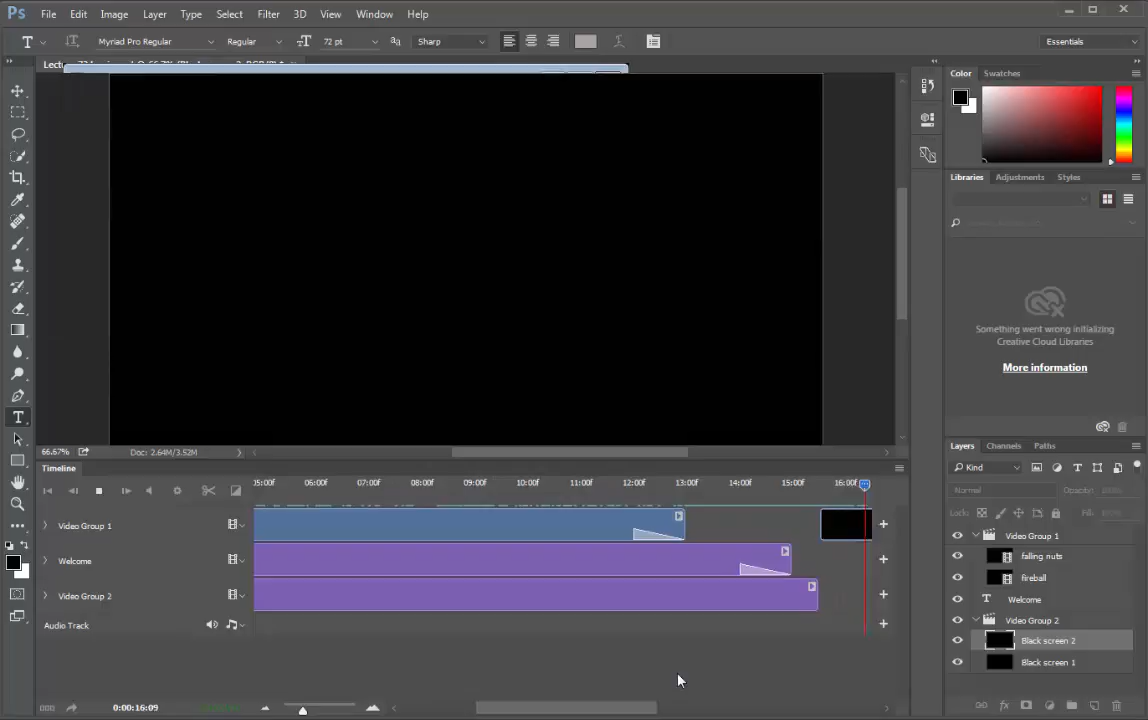 Ps File Edit Image Layer Type Select Filter 3D View Window Help
T Myriad Pro Regular Regular 72 pt aa Sharp Essentials
Color Swatches
Libraries Adjustments Styles
Something went wrong initializing
Creative Cloud Libraries
More information
66.67% Doc: 2.64M/3.52M
Layers Channels Paths
Timeline
Kind
Normal Opacity:
Lock: Fill:
05:00f 06:00f 07:00f 08:00f 09:00f 10:00f 11:00f 12:00f 13:00f 14:00f 15:00f 16:00f
Video Group 1
Welcome
Video Group 2
Audio Track
Video Group 1
falling nuts
fireball
T Welcome
Video Group 2
Black screen 2
Black screen 1
0:00:16:09